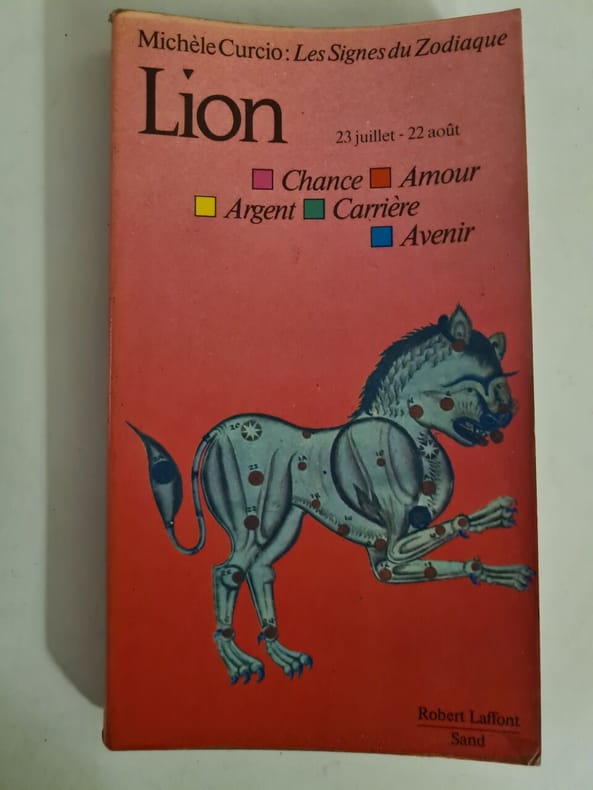 Michèle Curcio: Les Signes du Zodiaque
Lion
23 juillet - 22 août
Chance Amour
Argent Carrière
Avenir
Robert Laffont
Sand